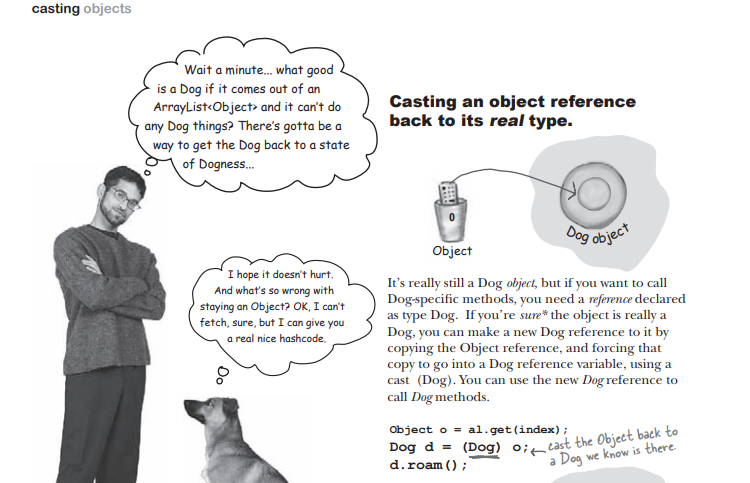 casting objects
Wait a minute... what good
is a Dog if it comes out of an
ArrayList<Object> and it can't do
any Dog things? There's gotta be a
way to get the Dog back to a state
of Dogness...
I hope it doesn't hurt.
And what's so wrong with
staying an Object? OK, I can't
fetch, sure, but I can give you
a real nice hashcode.
Casting an object reference
back to its real type.
O
Object
Dog object
It's really still a Dog object, but if you want to call
Dog-specific methods, you need a reference declared
as type Dog. If you're sure* the object is really a
Dog, you can make a new Dog reference to it by
copying the Object reference, and forcing that
copy to go into a Dog reference variable, using a
cast (Dog). You can use the new Dog reference to
call Dog methods.
Object o = al.get(index);
Dog d = (Dog) o;
d.roam();
cast the Object back to
a Dog we know is there.